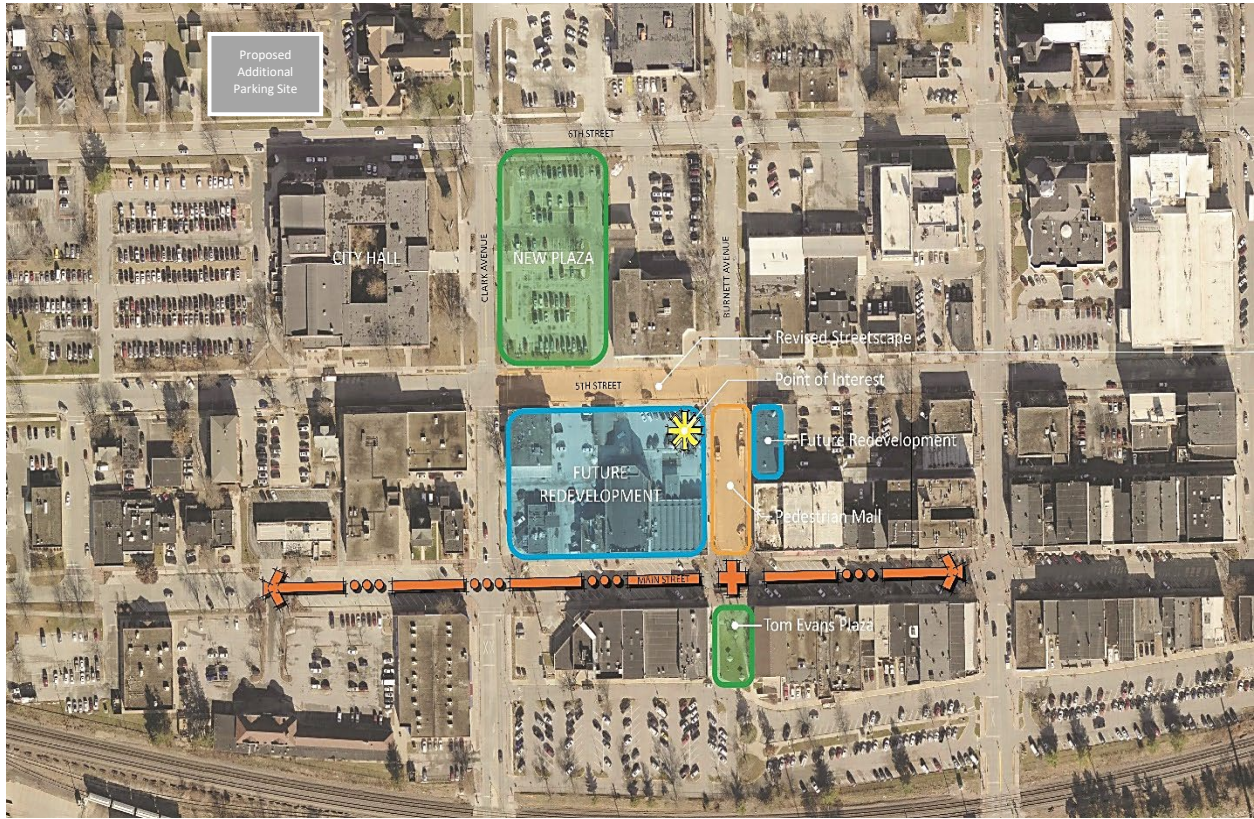 Proposed
Additional
Parking Site
6TH STREET
CITY HALL
CLARK AVENUE
NEW PLAZA
BURNETT AVENUE
Revised Streetscape
5TH STREET
Point of Interest
FUTURE
REDEVELOPMENT
Future Redevelopment
Pedestrian Mall
MAIN STREET
Tom Evans Plaza